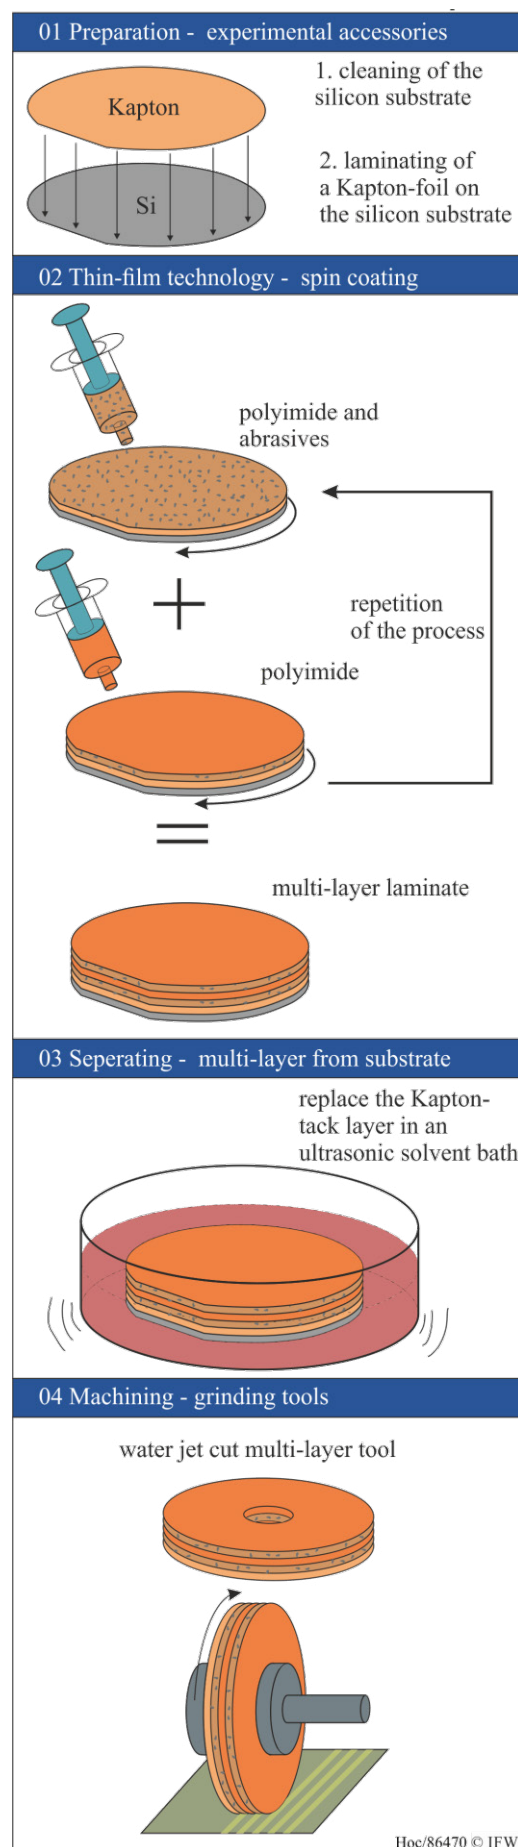 01 Preparation - experimental accessories
Kapton
Si
1. cleaning of the
silicon substrate
2. laminating of
a Kapton-foil on
the silicon substrate
02 Thin-film technology - spin coating
polyimide and
abrasives
repetition
of the process
polyimide
multi-layer laminate
03 Seperating - multi-layer from substrate
replace the Kapton-
tack layer in an
ultrasonic solvent bath
04 Machining - grinding tools
water jet cut multi-layer tool
Hoc/86470 © IFW